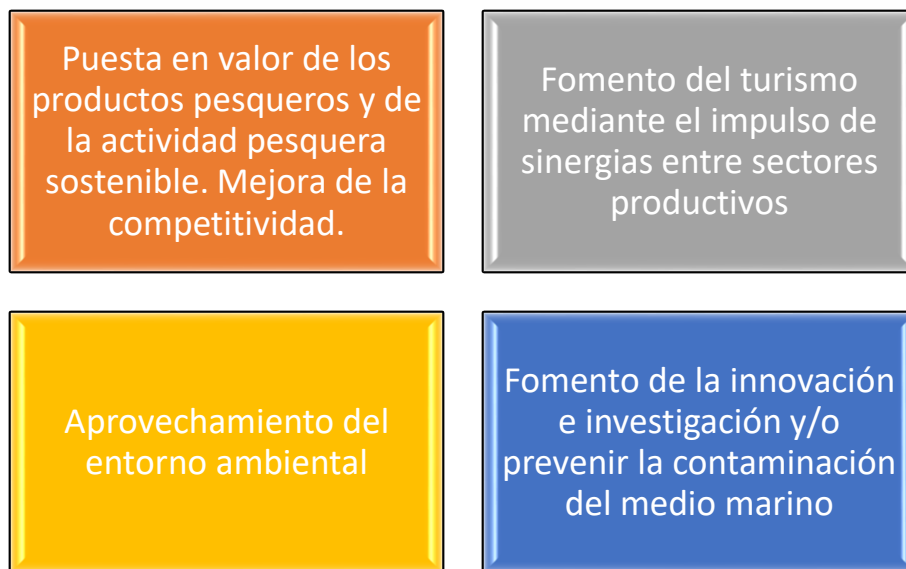 Puesta en valor de los
productos pesqueros y de
la actividad pesquera
sostenible. Mejora de la
competitividad.
Fomento del turismo
mediante el impulso de
sinergias entre sectores
productivos
Aprovechamiento del
entorno ambiental
Fomento de la innovación
e investigación y/o
prevenir la contaminación
del medio marino